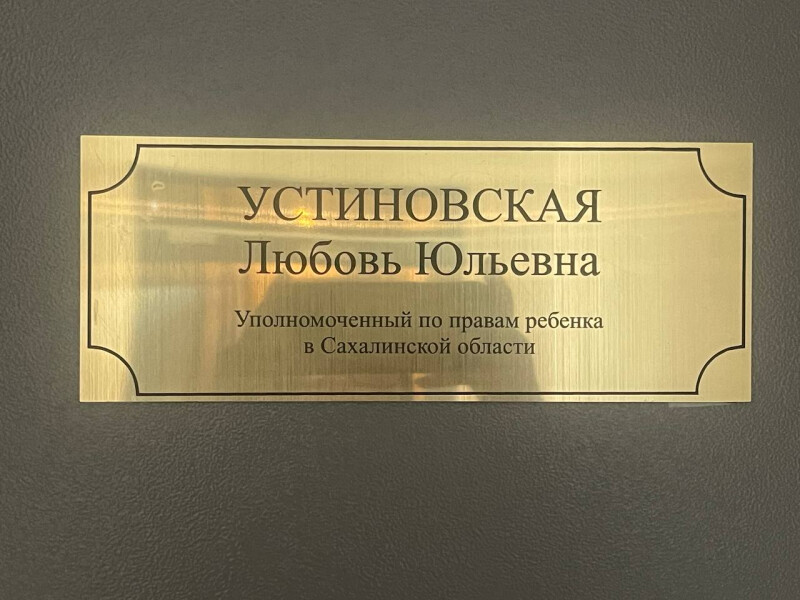 УСТИНОВСКАЯ
Любовь Юльевна
Уполномоченный по правам ребенка
в Сахалинской области